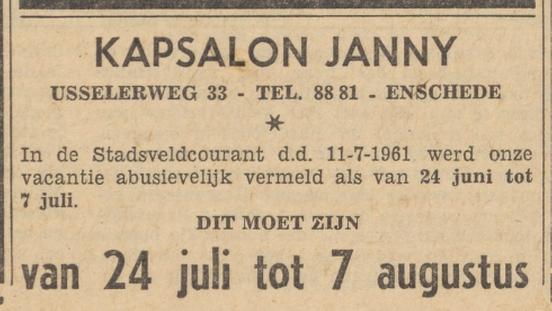 KAPSALON JANNY
USSELERWEG 33 - TEL. 88 81 - ENSCHEDE
*
In de Stadsveldcourant d.d. 11-7-1961 werd onze
vacantie abusievelijk vermeld als van 24 juni tot
7 juli.
DIT MOET ZIJN
van 24 juli tot 7 augustus